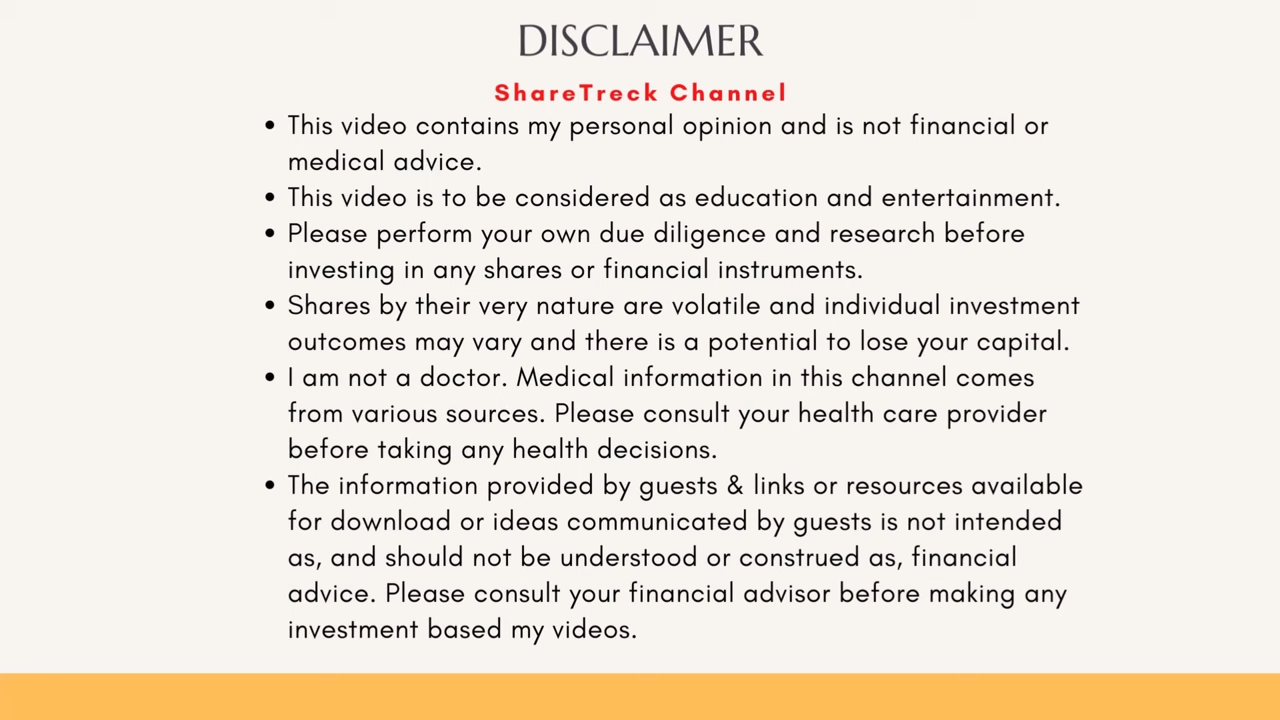 DISCLAIMER
ShareTreck Channel
• This video contains my personal opinion and is not financial or
medical advice.
• This video is to be considered as education and entertainment.
• Please perform your own due diligence and research before
investing in any shares or financial instruments.
• Shares by their very nature are volatile and individual investment
outcomes may vary and there is a potential to lose your capital.
• I am not a doctor. Medical information in this channel comes
from various sources. Please consult your health care provider
before taking any health decisions.
• The information provided by guests & links or resources available
for download or ideas communicated by guests is not intended
as, and should not be understood or construed as, financial
advice. Please consult your financial advisor before making any
investment based my videos.